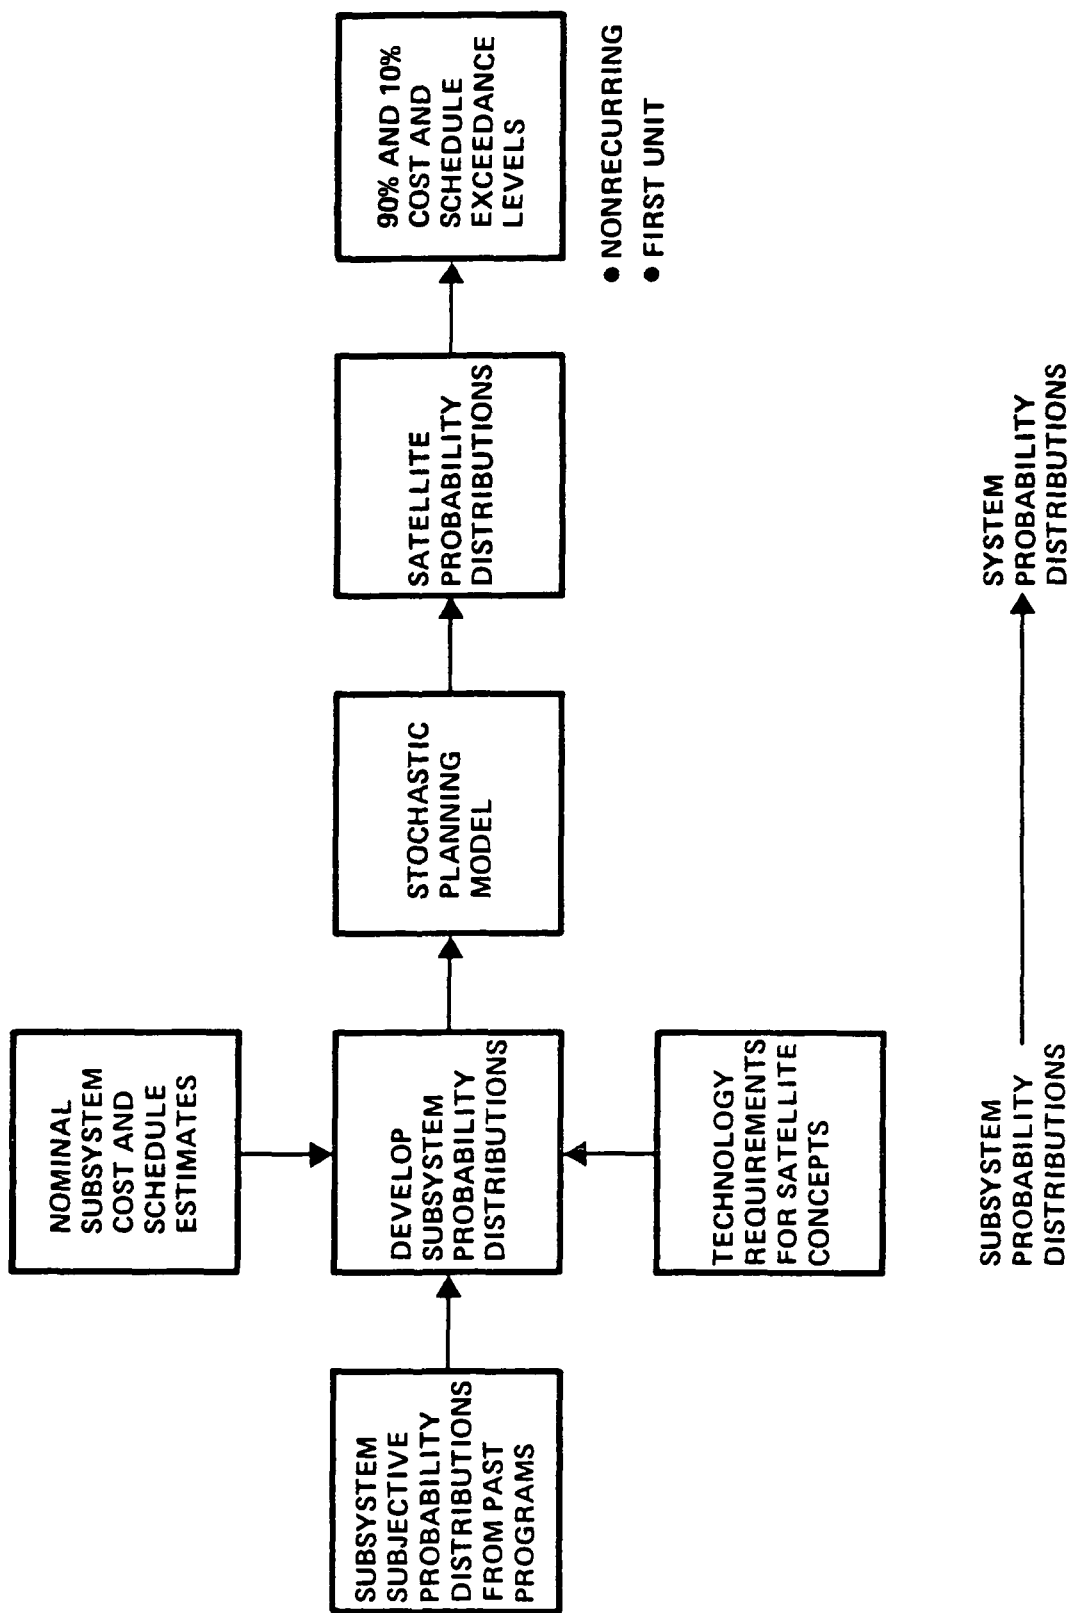 NOMINAL
SUBSYSTEM
COST AND
SCHEDULE
ESTIMATES
SUBSYSTEM
SUBJECTIVE
PROBABILITY
DISTRIBUTIONS
FROM PAST
PROGRAMS
DEVELOP
SUBSYSTEM
PROBABILITY
DISTRIBUTIONS
STOCHASTIC
PLANNING
MODEL
SATELLITE
PROBABILITY
DISTRIBUTIONS
90% AND 10%
COST AND
SCHEDULE
EXCEEDANCE
LEVELS
● NONRECURRING
● FIRST UNIT
TECHNOLOGY
REQUIREMENTS
FOR SATELLITE
CONCEPTS
SUBSYSTEM
PROBABILITY
DISTRIBUTIONS
SYSTEM
PROBABILITY
DISTRIBUTIONS